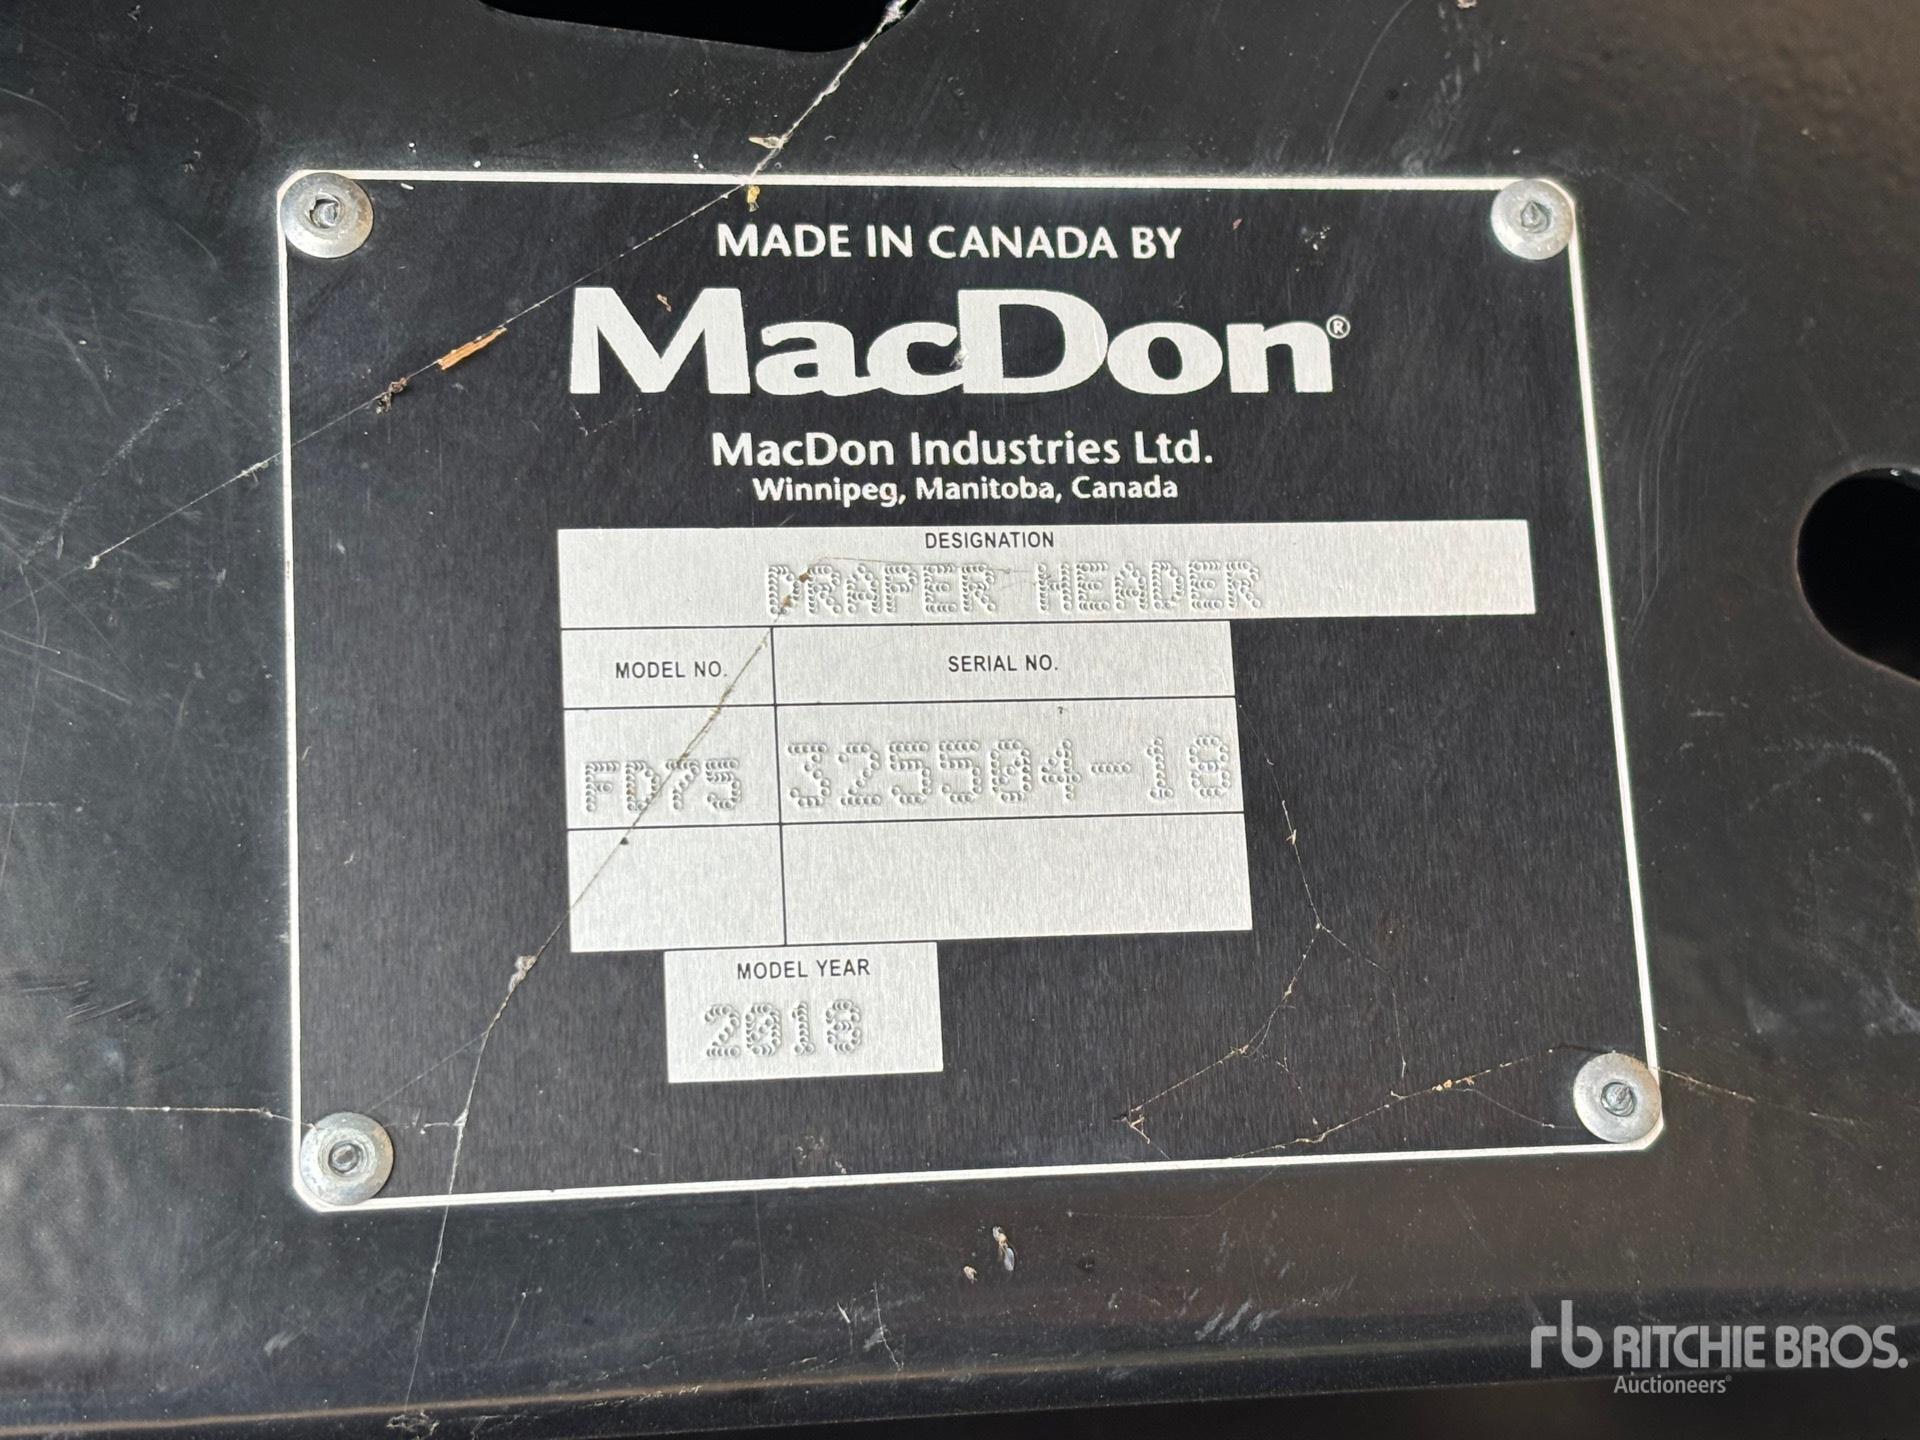 MADE IN CANADA BY
MacDon®
MacDon Industries Ltd.
Winnipeg, Manitoba, Canada
DESIGNATION
DRAPER HEADER
MODEL NO. SERIAL NO.
FD75 325504-18
MODEL YEAR
2018
rb RITCHIE BROS.
Auctioneers®